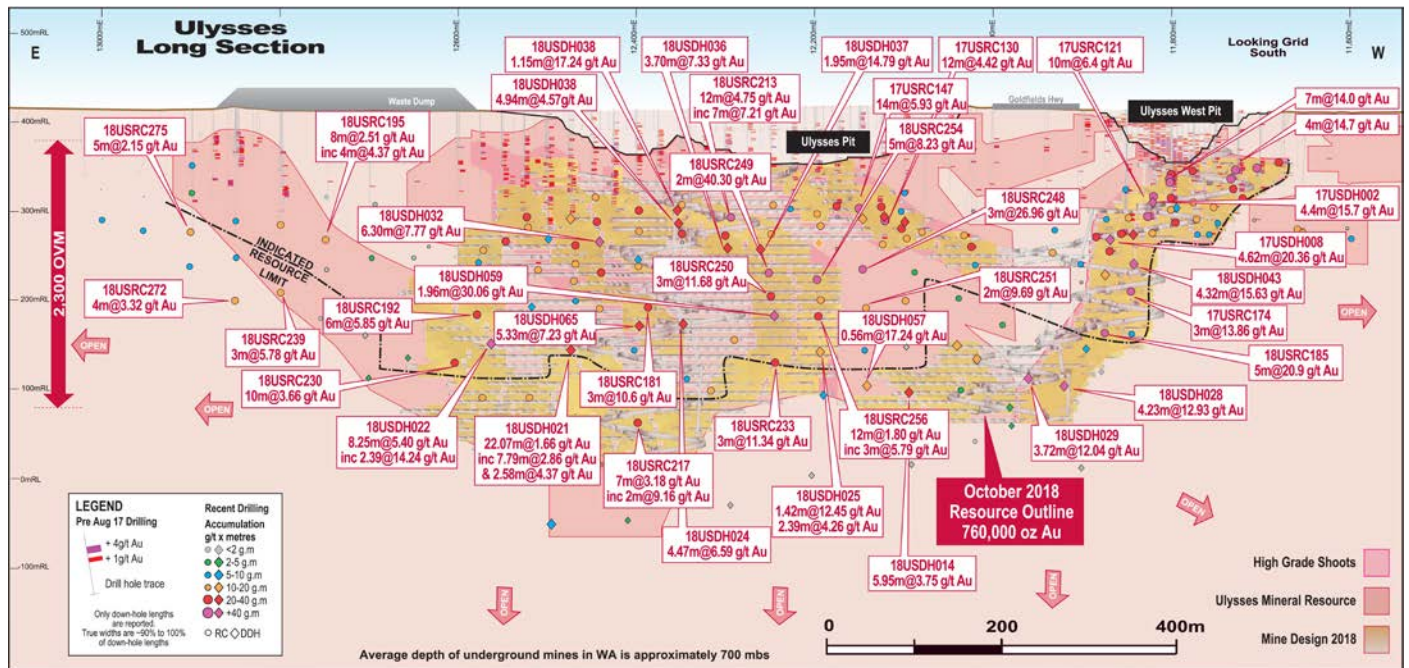 Ulysses
Long Section
E
W
Looking Grid
South
13000mE
12600mE
12,400mE
12,200mE
11,800mE
11,600mE
500mRL
400mRL
300mRL
200mRL
100mRL
0mRL
-100mRL
Waste Dump
Goldfields Hwy
Ulysses West Pit
Ulysses Pit
18USDH038
1.15m@17.24 g/t Au
18USDH036
3.70m@7.33 g/t Au
18USDH037
1.95m@14.79 g/t Au
17USRC130
12m@4.42 g/t Au
17USRC121
10m@6.4 g/t Au
18USDH038
4.94m@4.57 g/t Au
18USRC213
12m@4.75 g/t Au
inc 7m@7.21 g/t Au
17USRC147
14m@5.93 g/t Au
7m@14.0 g/t Au
4m@14.7 g/t Au
18USRC275
5m@2.15 g/t Au
18USRC195
8m@2.51 g/t Au
inc 4m@4.37 g/t Au
18USRC254
5m@8.23 g/t Au
18USRC249
2m@40.30 g/t Au
18USRC248
3m@26.96 g/t Au
17USDH002
4.4m@15.7 g/t Au
18USDH032
6.30m@7.77 g/t Au
17USDH008
4.62m@20.36 g/t Au
INDICATED
RESOURCE
LIMIT
2,300 OVM
18USDH059
1.96m@30.06 g/t Au
18USRC250
3m@11.68 g/t Au
18USRC251
2m@9.69 g/t Au
18USDH043
4.32m@15.63 g/t Au
18USRC272
4m@3.32 g/t Au
18USRC192
6m@5.85 g/t Au
18USDH065
5.33m@7.23 g/t Au
18USDH057
0.56m@17.24 g/t Au
17USRC174
3m@13.86 g/t Au
18USRC239
3m@5.78 g/t Au
18USRC185
5m@20.9 g/t Au
18USRC230
10m@3.66 g/t Au
18USRC181
3m@10.6 g/t Au
18USDH028
4.23m@12.93 g/t Au
18USDH022
8.25m@5.40 g/t Au
inc 2.39@14.24 g/t Au
18USDH021
22.07m@1.66 g/t Au
inc 7.79m@2.86 g/t Au
& 2.58m@4.37 g/t Au
18USRC233
3m@11.34 g/t Au
18USRC256
12m@1.80 g/t Au
inc 3m@5.79 g/t Au
18USDH029
3.72m@12.04 g/t Au
18USRC217
7m@3.18 g/t Au
inc 2m@9.16 g/t Au
18USDH025
1.42m@12.45 g/t Au
2.39m@4.26 g/t Au
October 2018
Resource Outline
760,000 oz Au
18USDH024
4.47m@6.59 g/t Au
18USDH014
5.95m@3.75 g/t Au
OPEN
OPEN
OPEN
OPEN
OPEN
OPEN
OPEN
LEGEND
Pre Aug 17 Drilling
+ 4g/t Au
+ 1g/t Au
Drill hole trace
Only down-hole lengths
are reported.
True widths are ~90% to 100%
of down-hole lengths
Recent Drilling
Accumulation
g/t x metres
<2 g.m
2-5 g.m
5-10 g.m
10-20 g.m
20-40 g.m
+40 g.m
RC DDH
0 200 400m
Average depth of underground mines in WA is approximately 700 mbs
High Grade Shoots
Ulysses Mineral Resource
Mine Design 2018